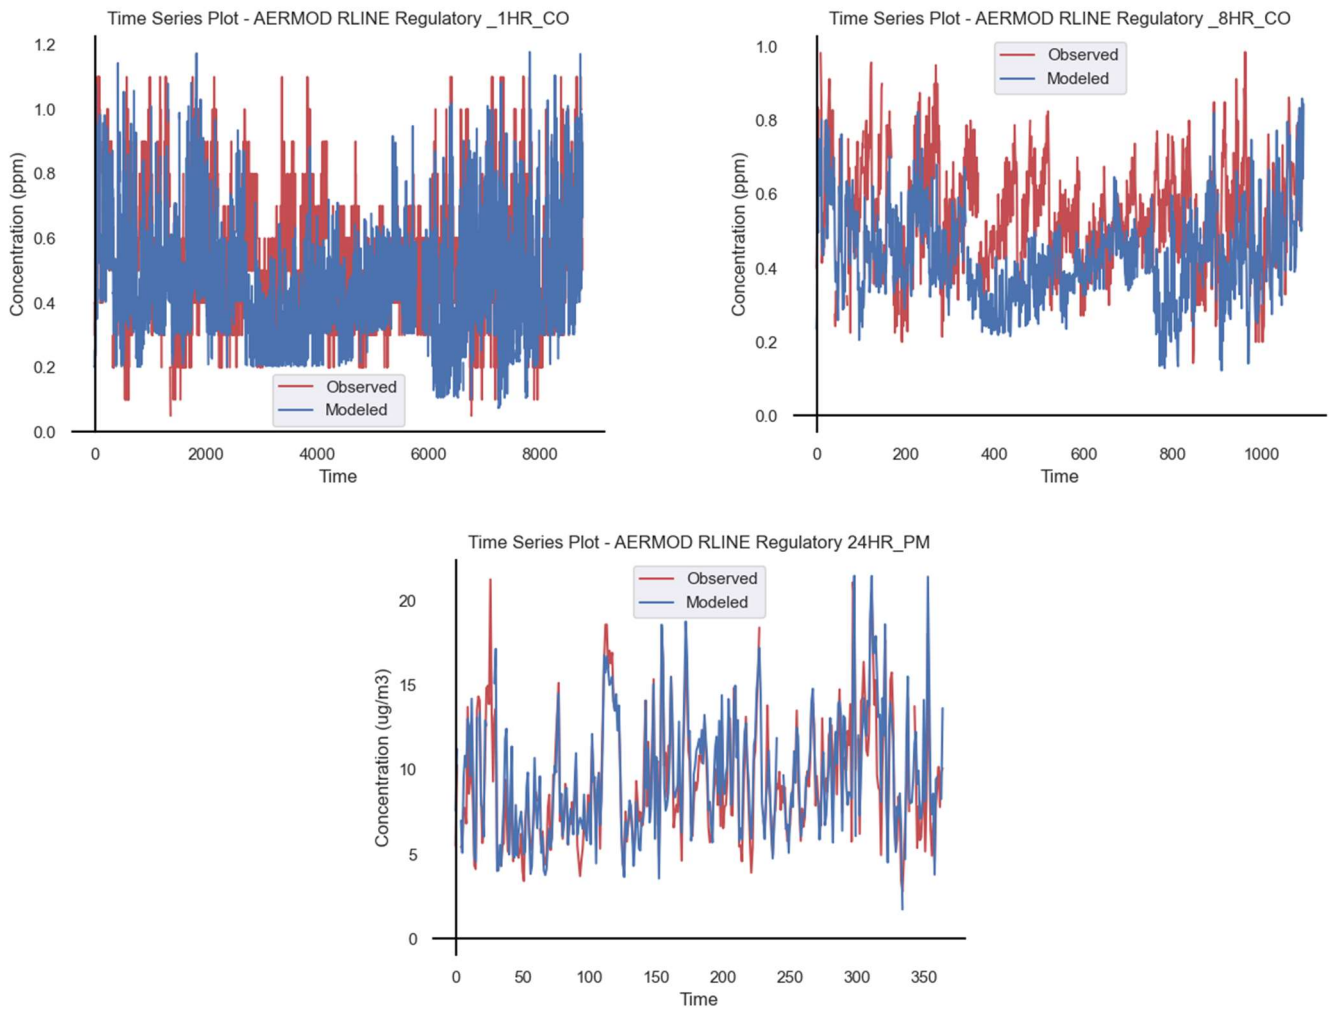 Time Series Plot - AERMOD RLINE Regulatory _1HR_CO
1.2
1.0
0.8
0.6
0.4
0.2
0.0
Concentration (ppm)
Observed
Modeled
0 2000 4000 6000 8000
Time
Time Series Plot - AERMOD RLINE Regulatory _8HR_CO
1.0
0.8
0.6
0.4
0.2
0.0
Concentration (ppm)
Observed
Modeled
0 200 400 600 800 1000
Time
Time Series Plot - AERMOD RLINE Regulatory 24HR_PM
20
15
10
5
0
Concentration (ug/m3)
Observed
Modeled
0 50 100 150 200 250 300 350
Time